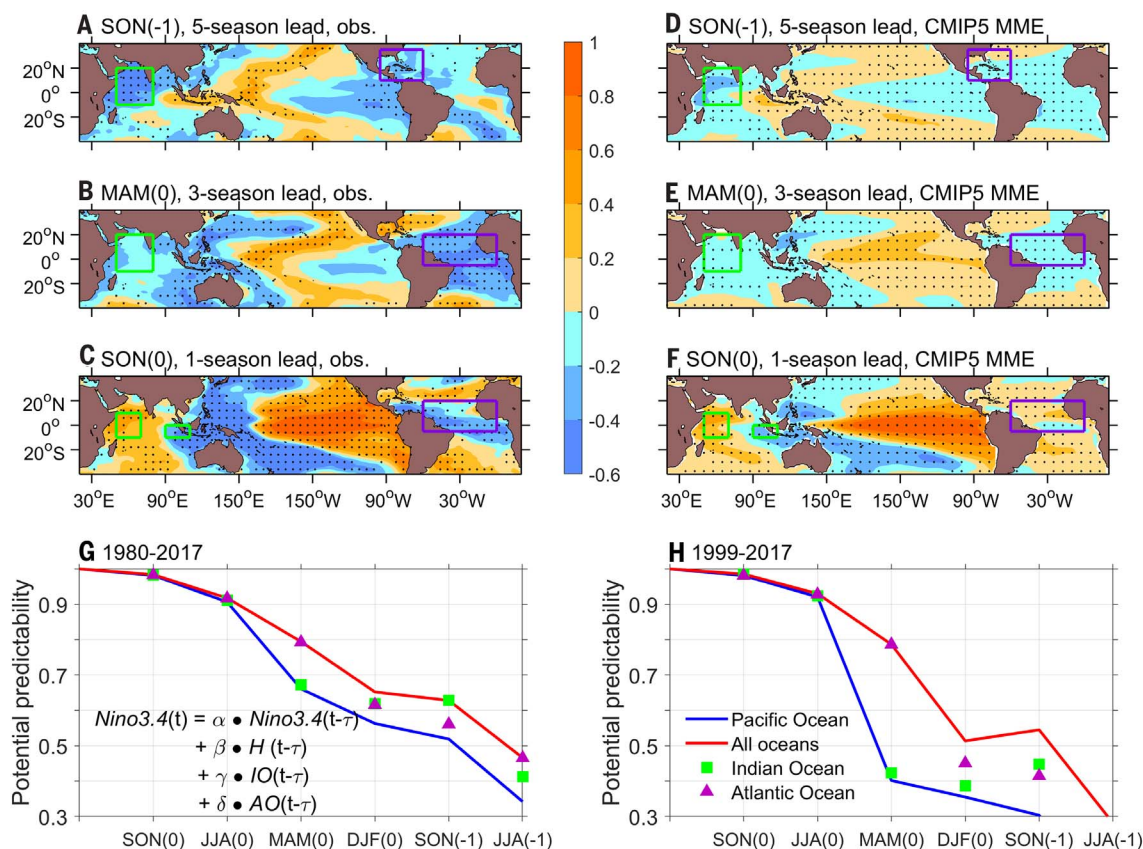 A SON(-1), 5-season lead, obs.
20°N
0°
20°S
B MAM(0), 3-season lead, obs.
20°N
0°
20°S
C SON(0), 1-season lead, obs.
20°N
0°
20°S
30°E 90°E 150°E 150°W 90°W 30°W
1
0.8
0.6
0.4
0.2
0
-0.2
-0.4
-0.6
D SON(-1), 5-season lead, CMIP5 MME
E MAM(0), 3-season lead, CMIP5 MME
F SON(0), 1-season lead, CMIP5 MME
30°E 90°E 150°E 150°W 90°W 30°W
G 1980-2017
Potential predictability
0.9
0.7
0.5
0.3
Nino3.4(t) = α • Nino3.4(t-τ)
+ β • H (t-τ)
+ γ • IO(t-τ)
+ δ • AO(t-τ)
SON(0) JJA(0) MAM(0) DJF(0) SON(-1) JJA(-1)
H 1999-2017
Potential predictability
0.9
0.7
0.5
0.3
Pacific Ocean
All oceans
Indian Ocean
Atlantic Ocean
SON(0) JJA(0) MAM(0) DJF(0) SON(-1) JJA(-1)